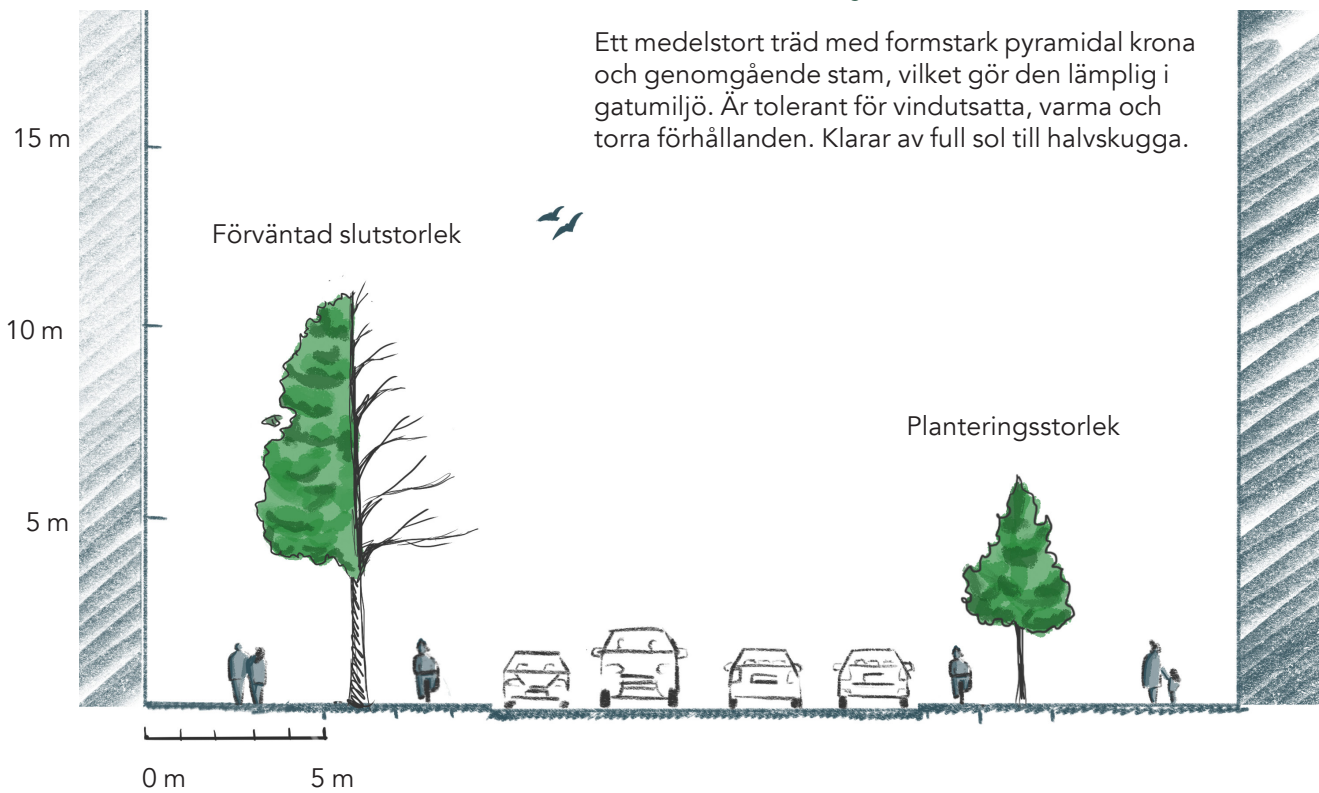 Ett medelstort träd med formstark pyramidal krona
och genomgående stam, vilket gör den lämplig i
gatumiljö. Är tolerant för vindutsatta, varma och
torra förhållanden. Klarar av full sol till halvskugga.
15 m
Förväntad slutstorlek
10 m
Planteringsstorlek
5 m
0 m
5 m